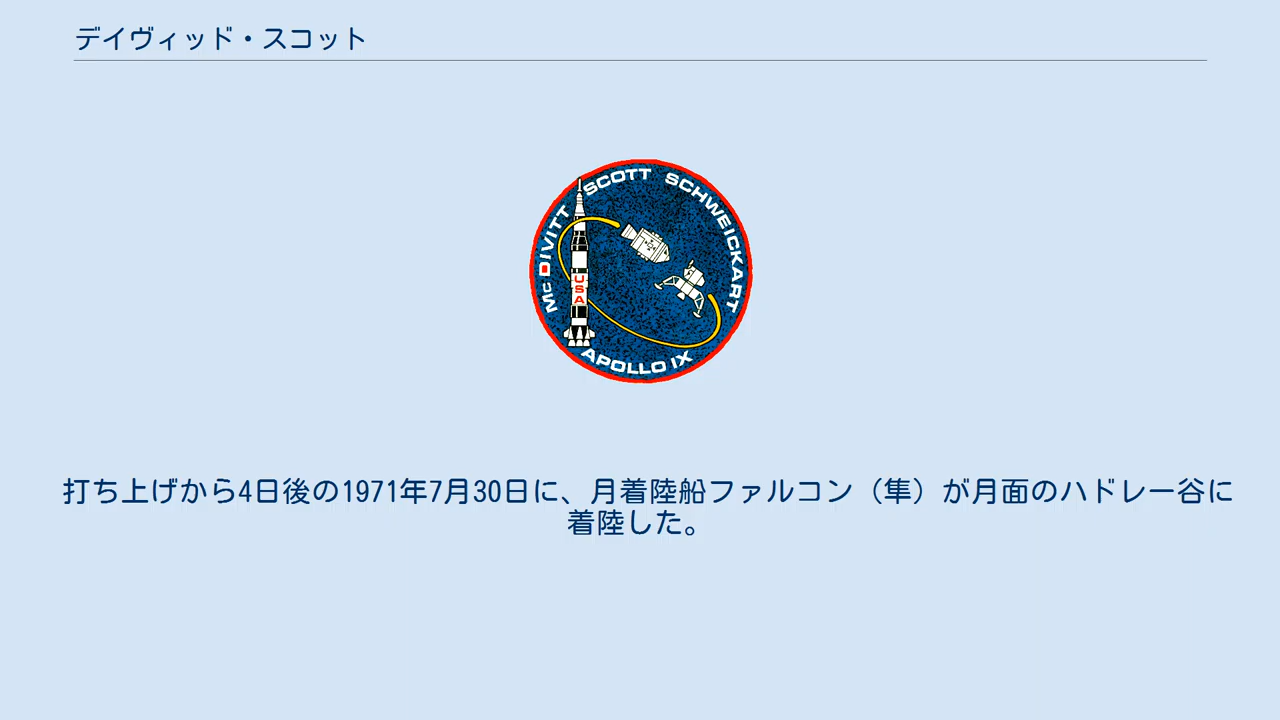 デイヴィッド・スコット
Mc DIVITT SCOTT SCHWEICKART
USA
APOLLO IX
打ち上げから4日後の1971年7月30日に、月着陸船ファルコン（隼）が月面のハドレー谷に
着陸した。